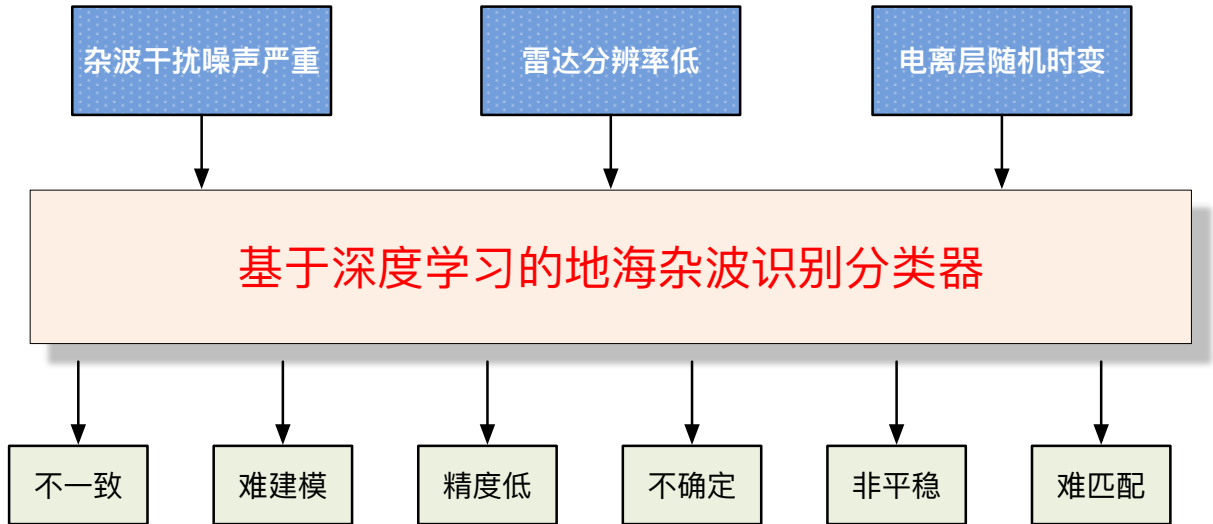 杂波干扰噪声严重
雷达分辨率低
电离层随机时变
基于深度学习的地海杂波识别分类器
不一致
难建模
精度低
不确定
非平稳
难匹配